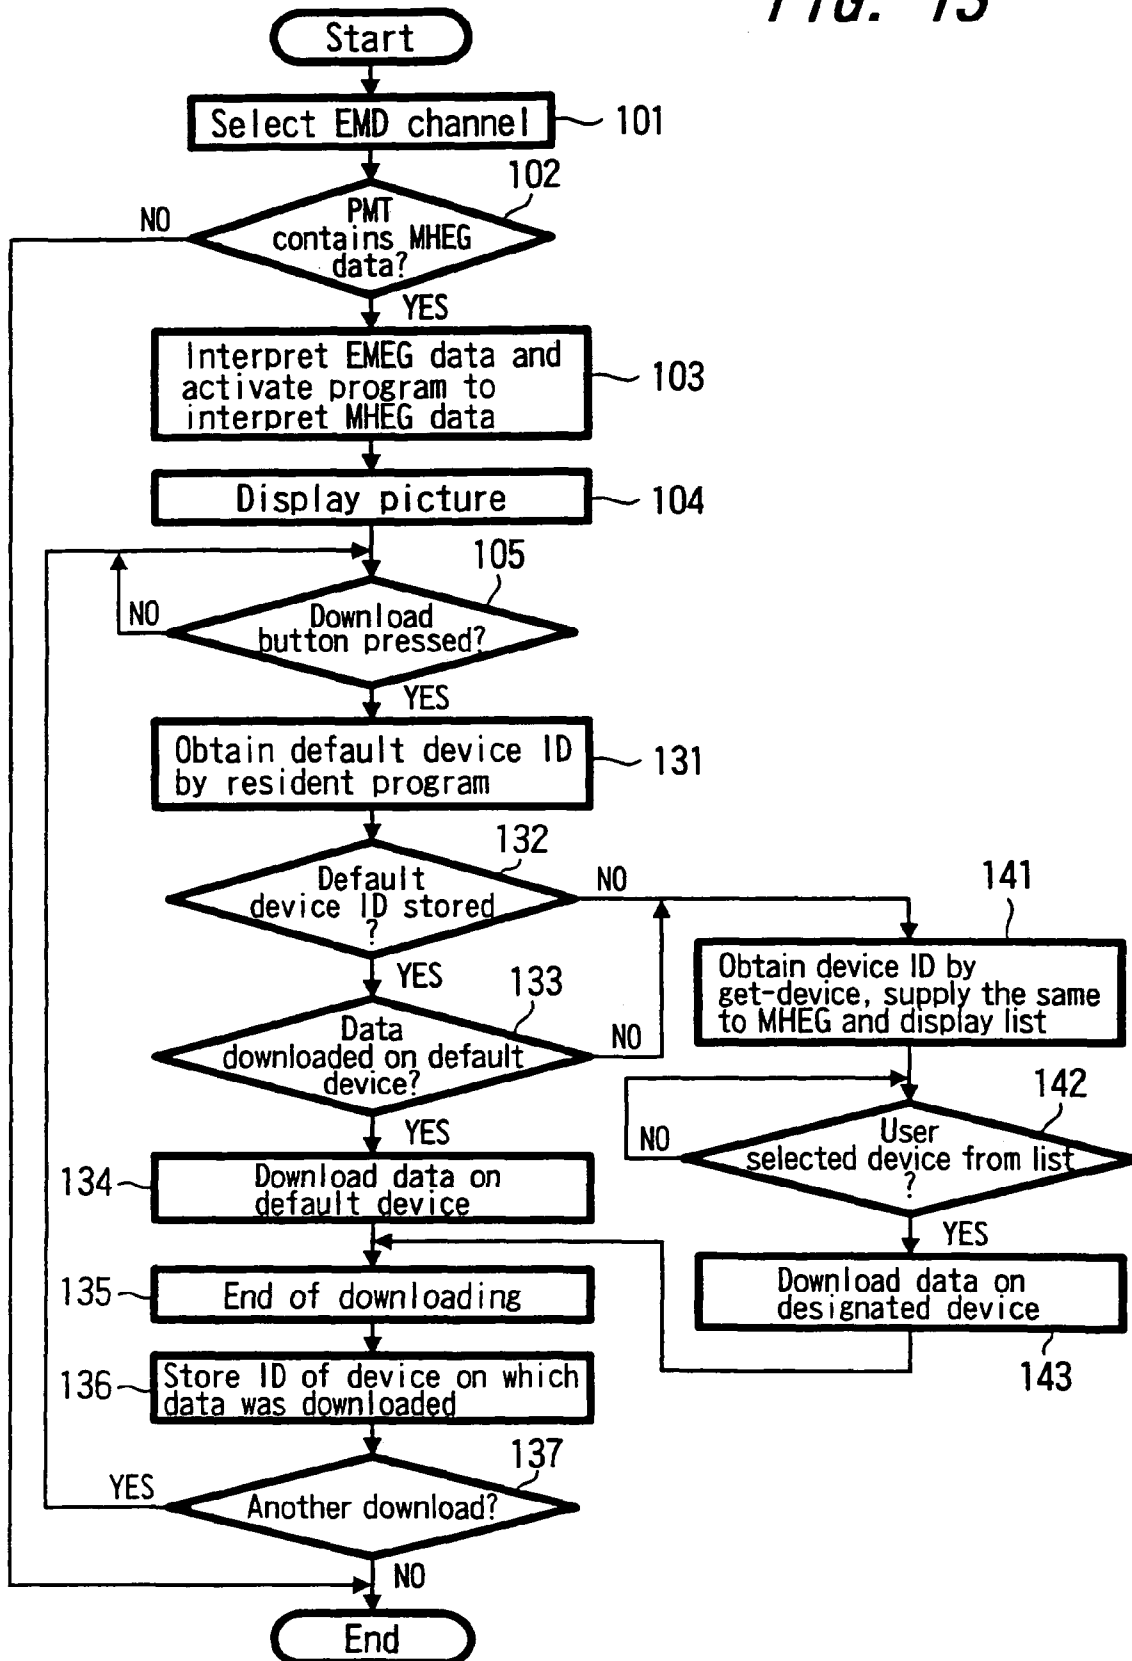 FIG. 13
Start
Select EMD channel
101
102
NO
PMT
contains MHEG
data?
YES
Interpret EMEG data and
activate program to
interpret MHEG data
103
Display picture
104
105
NO
Download
button pressed?
YES
Obtain default device ID
by resident program
131
132
Default
device ID stored
?
NO
YES
141
Obtain device ID by
get-device, supply the same
to MHEG and display list
133
Data
downloaded on default
device?
NO
YES
142
NO
User
selected device from list
?
YES
134
Download data on
default device
Download data on
designated device
143
135
End of downloading
136
Store ID of device on which
data was downloaded
137
YES
Another download?
NO
End